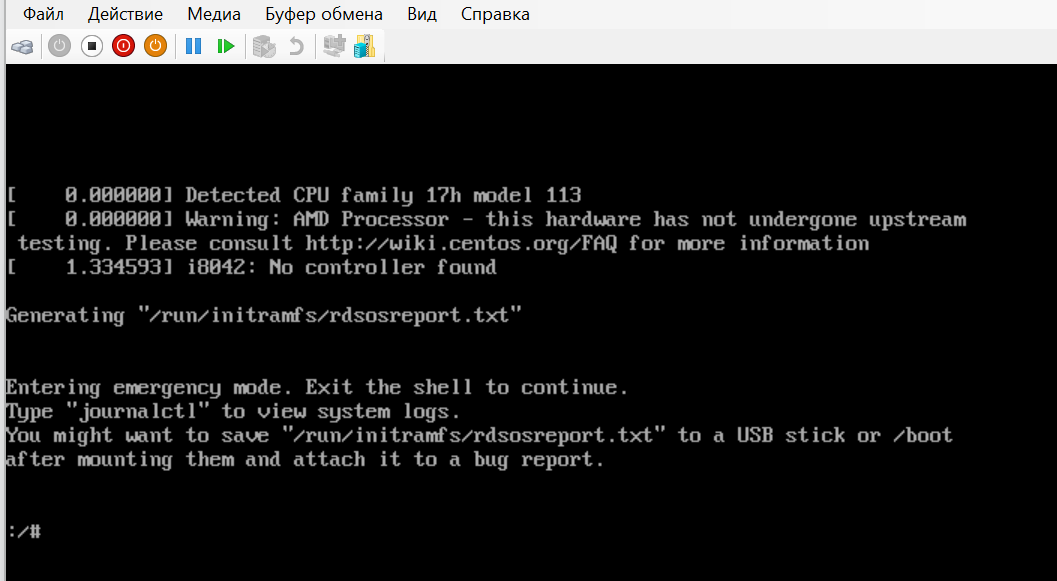 Файл Действие Медиа Буфер обмена Вид Справка
[    0.000000] Detected CPU family 17h model 113
[    0.000000] Warning: AMD Processor - this hardware has not undergone upstream
 testing. Please consult http://wiki.centos.org/FAQ for more information
[    1.334593] i8042: No controller found
Generating "/run/initramfs/rdsosreport.txt"
Entering emergency mode. Exit the shell to continue.
Type "journalctl" to view system logs.
You might want to save "/run/initramfs/rdsosreport.txt" to a USB stick or /boot
after mounting them and attach it to a bug report.
:/#